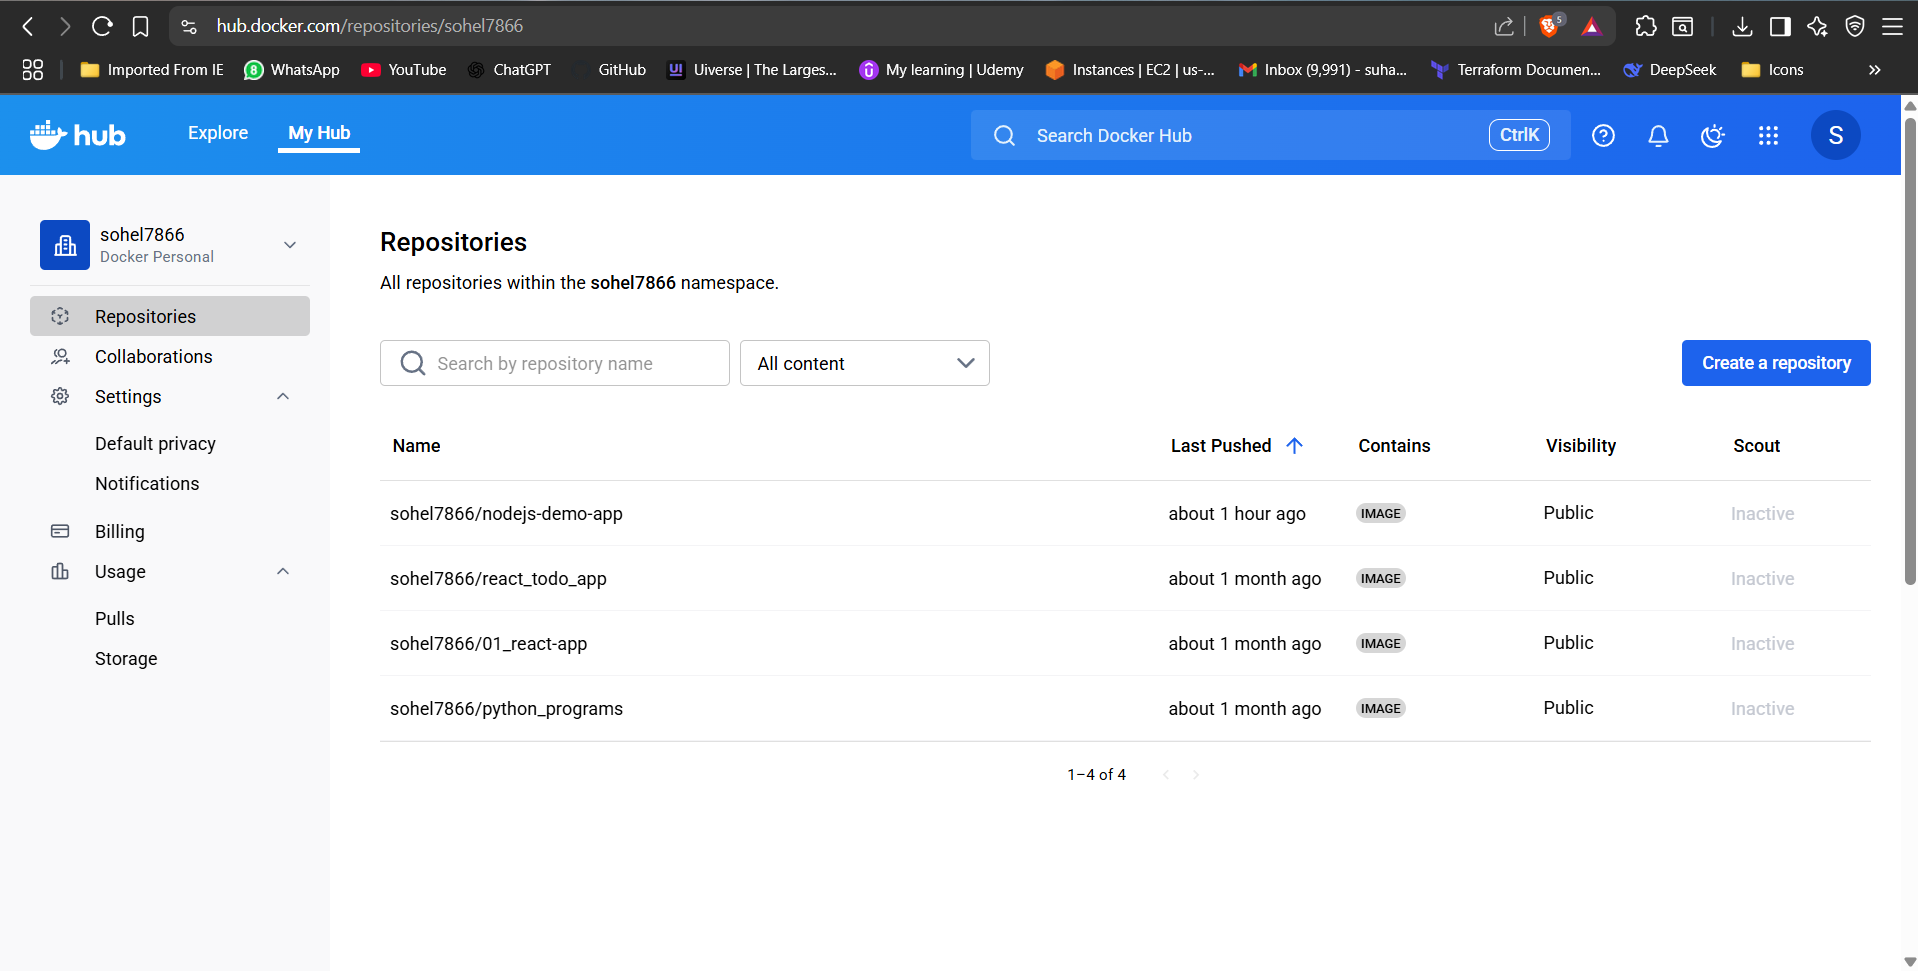 hub.docker.com/repositories/sohel7866
5
Imported From IE
8 WhatsApp
YouTube
ChatGPT
GitHub
UI Uiverse | The Larges...
My learning | Udemy
Instances | EC2 | us-...
Inbox (9,991) - suha...
Terraform Documen...
DeepSeek
Icons
»
hub
Explore
My Hub
Search Docker Hub
CtrlK
S
sohel7866
Docker Personal
Repositories
Collaborations
Settings
Default privacy
Notifications
Billing
Usage
Pulls
Storage
Repositories
All repositories within the sohel7866 namespace.
Search by repository name
All content
Create a repository
Name Last Pushed Contains Visibility Scout
sohel7866/nodejs-demo-app about 1 hour ago IMAGE Public Inactive
sohel7866/react_todo_app about 1 month ago IMAGE Public Inactive
sohel7866/01_react-app about 1 month ago IMAGE Public Inactive
sohel7866/python_programs about 1 month ago IMAGE Public Inactive
1–4 of 4